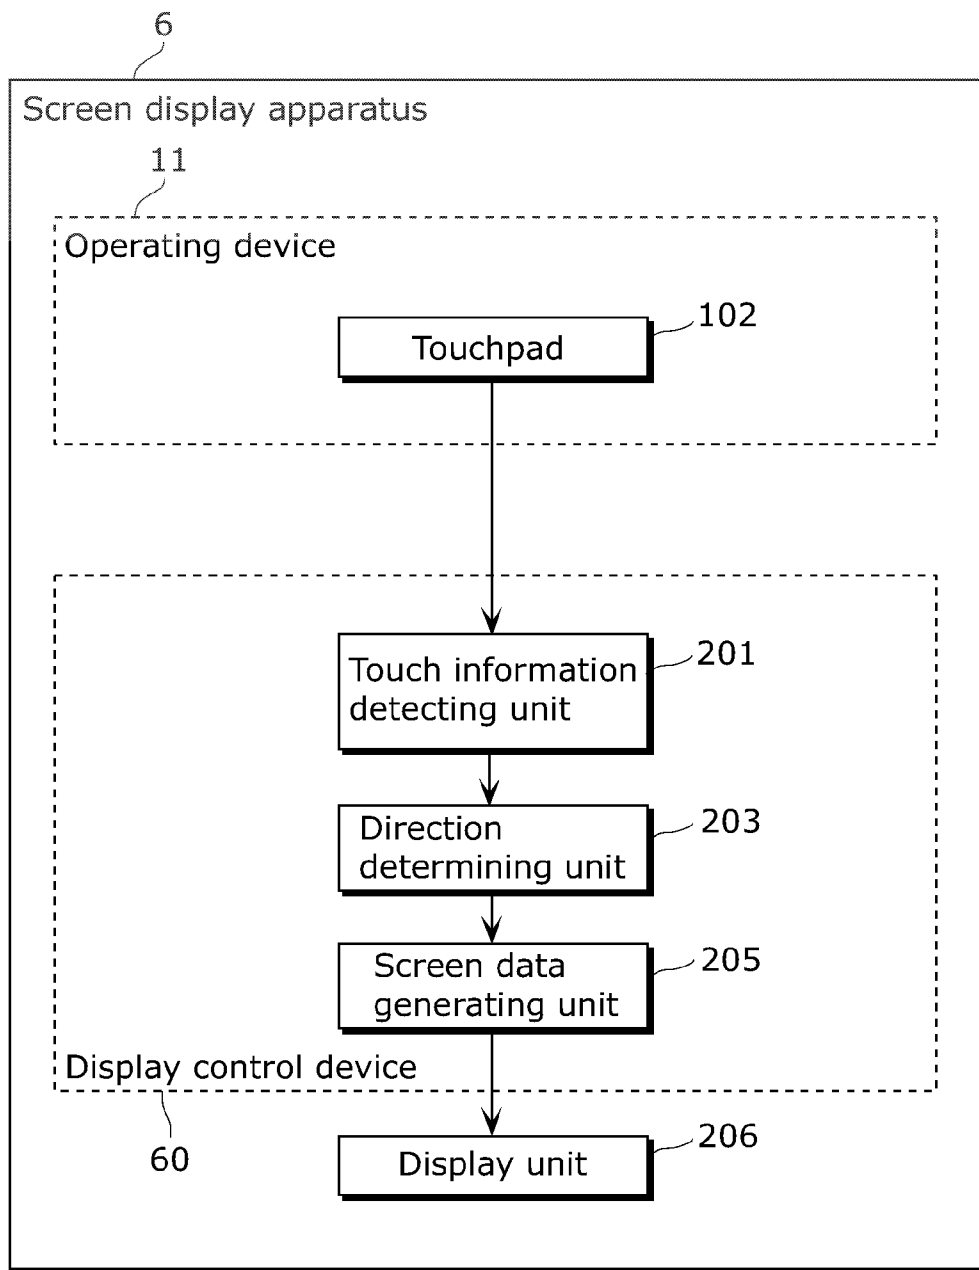 6
Screen display apparatus
11
Operating device
102
Touchpad
201
Touch information
detecting unit
203
Direction
determining unit
205
Screen data
generating unit
Display control device
60
206
Display unit